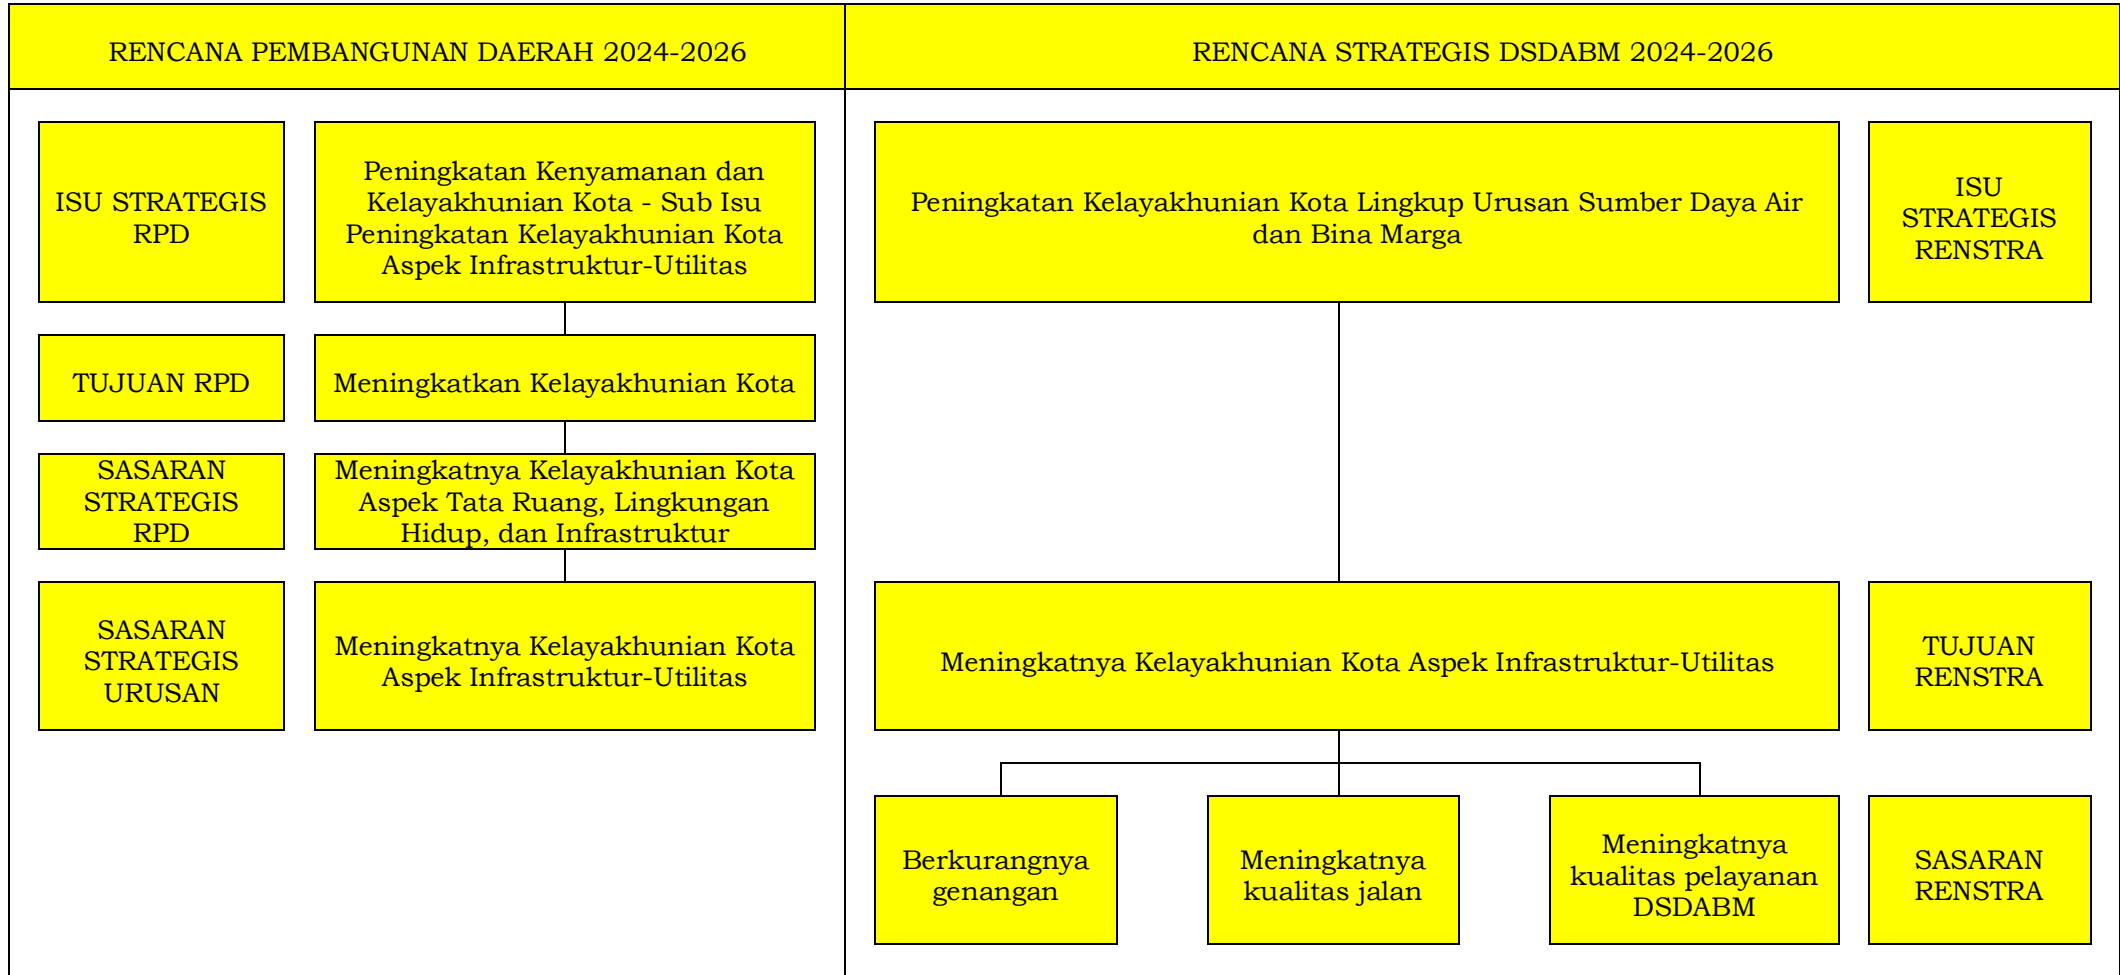 RENCANA PEMBANGUNAN DAERAH 2024-2026
RENCANA STRATEGIS DSDABM 2024-2026
ISU STRATEGIS
RPD
Peningkatan Kenyamanan dan
Kelayakhunian Kota - Sub Isu
Peningkatan Kelayakhunian Kota
Aspek Infrastruktur-Utilitas
Peningkatan Kelayakhunian Kota Lingkup Urusan Sumber Daya Air
dan Bina Marga
ISU
STRATEGIS
RENSTRA
TUJUAN RPD
Meningkatkan Kelayakhunian Kota
SASARAN
STRATEGIS
RPD
Meningkatnya Kelayakhunian Kota
Aspek Tata Ruang, Lingkungan
Hidup, dan Infrastruktur
SASARAN
STRATEGIS
URUSAN
Meningkatnya Kelayakhunian Kota
Aspek Infrastruktur-Utilitas
Meningkatnya Kelayakhunian Kota Aspek Infrastruktur-Utilitas
TUJUAN
RENSTRA
Berkurangnya
genangan
Meningkatnya
kualitas jalan
Meningkatnya
kualitas pelayanan
DSDABM
SASARAN
RENSTRA